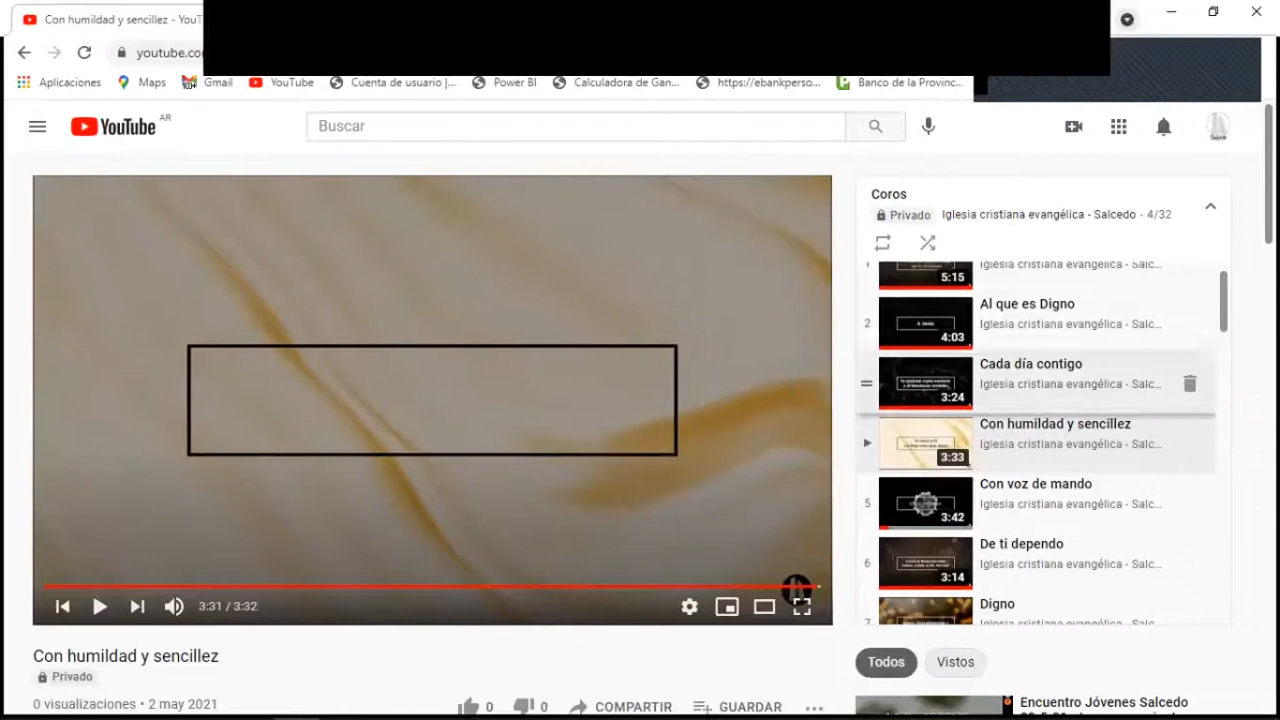 Con humildad y sencillez - YouT
youtube.co
Aplicaciones Maps Gmail YouTube Cuenta de usuario |... Power BI Calculadora de Gan... https://ebankperso... Banco de la Provinc...
YouTube AR
Buscar
Coros
Privado Iglesia cristiana evangélica - Salcedo - 4/32
1 Iglesia cristiana evangélica - Salc...
5:15
Al que es Digno
2 Iglesia cristiana evangélica - Salc...
4:03
Cada día contigo
Iglesia cristiana evangélica - Salc...
3:24
Con humildad y sencillez
Iglesia cristiana evangélica - Salc...
3:33
Con voz de mando
5 Iglesia cristiana evangélica - Salc...
3:42
De ti dependo
6 Iglesia cristiana evangélica - Salc...
3:14
Digno
7 Iglesia cristiana evangélica - Salc...
3:31 / 3:32
Con humildad y sencillez
Privado
0 visualizaciones • 2 may 2021
0 0 COMPARTIR GUARDAR ...
Todos Vistos
Encuentro Jóvenes Salcedo